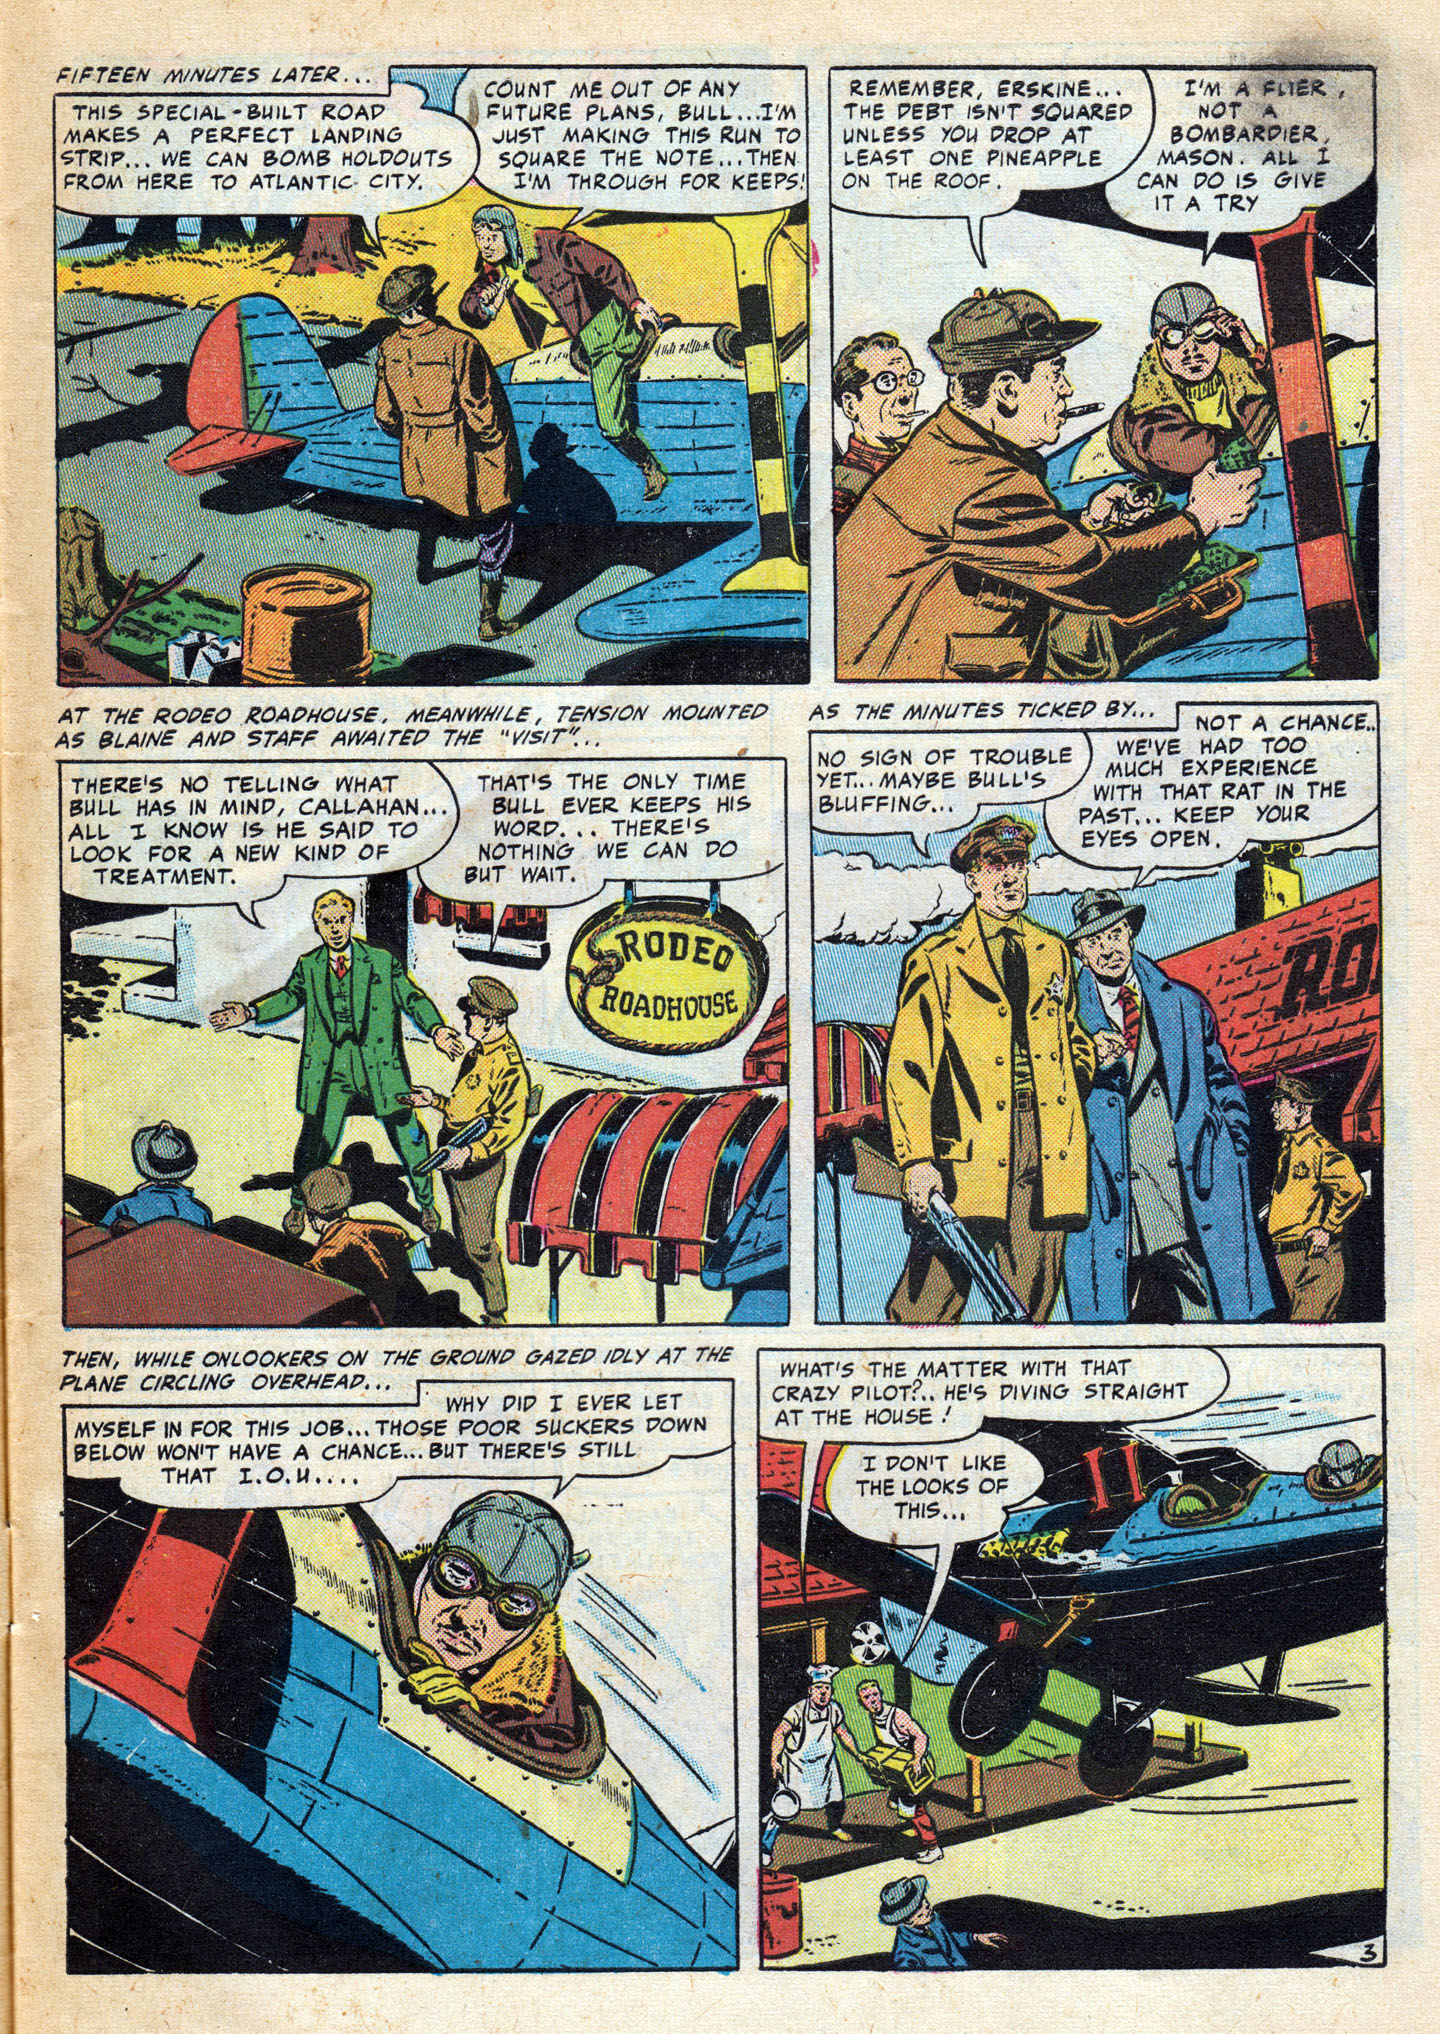 FIFTEEN MINUTES LATER...
THIS SPECIAL-BUILT ROAD
MAKES A PERFECT LANDING
STRIP... WE CAN BOMB HOLDOUTS
FROM HERE TO ATLANTIC CITY.
COUNT ME OUT OF ANY
FUTURE PLANS, BULL...I'M
JUST MAKING THIS RUN TO
SQUARE THE NOTE...THEN
I'M THROUGH FOR KEEPS!
REMEMBER, ERSKINE...
THE DEBT ISN'T SQUARED
UNLESS YOU DROP AT
LEAST ONE PINEAPPLE
ON THE ROOF.
I'M A FLIER,
NOT A
BOMBARDIER,
MASON. ALL I
CAN DO IS GIVE
IT A TRY
AT THE RODEO ROADHOUSE, MEANWHILE, TENSION MOUNTED
AS BLAINE AND STAFF AWAITED THE "VISIT"...
THERE'S NO TELLING WHAT
BULL HAS IN MIND, CALLAHAN...
ALL I KNOW IS HE SAID TO
LOOK FOR A NEW KIND OF
TREATMENT.
THAT'S THE ONLY TIME
BULL EVER KEEPS HIS
WORD... THERE'S
NOTHING WE CAN DO
BUT WAIT.
RODEO
ROADHOUSE
AS THE MINUTES TICKED BY...
NO SIGN OF TROUBLE
YET... MAYBE BULL'S
BLUFFING...
NOT A CHANCE..
WE'VE HAD TOO
MUCH EXPERIENCE
WITH THAT RAT IN THE
PAST... KEEP YOUR
EYES OPEN.
RO
THEN, WHILE ONLOOKERS ON THE GROUND GAZED IDLY AT THE
PLANE CIRCLING OVERHEAD...
WHY DID I EVER LET
MYSELF IN FOR THIS JOB...THOSE POOR SUCKERS DOWN
BELOW WON'T HAVE A CHANCE...BUT THERE'S STILL
THAT I.O.U....
WHAT'S THE MATTER WITH THAT
CRAZY PILOT?.. HE'S DIVING STRAIGHT
AT THE HOUSE!
I DON'T LIKE
THE LOOKS OF
THIS...
11
3